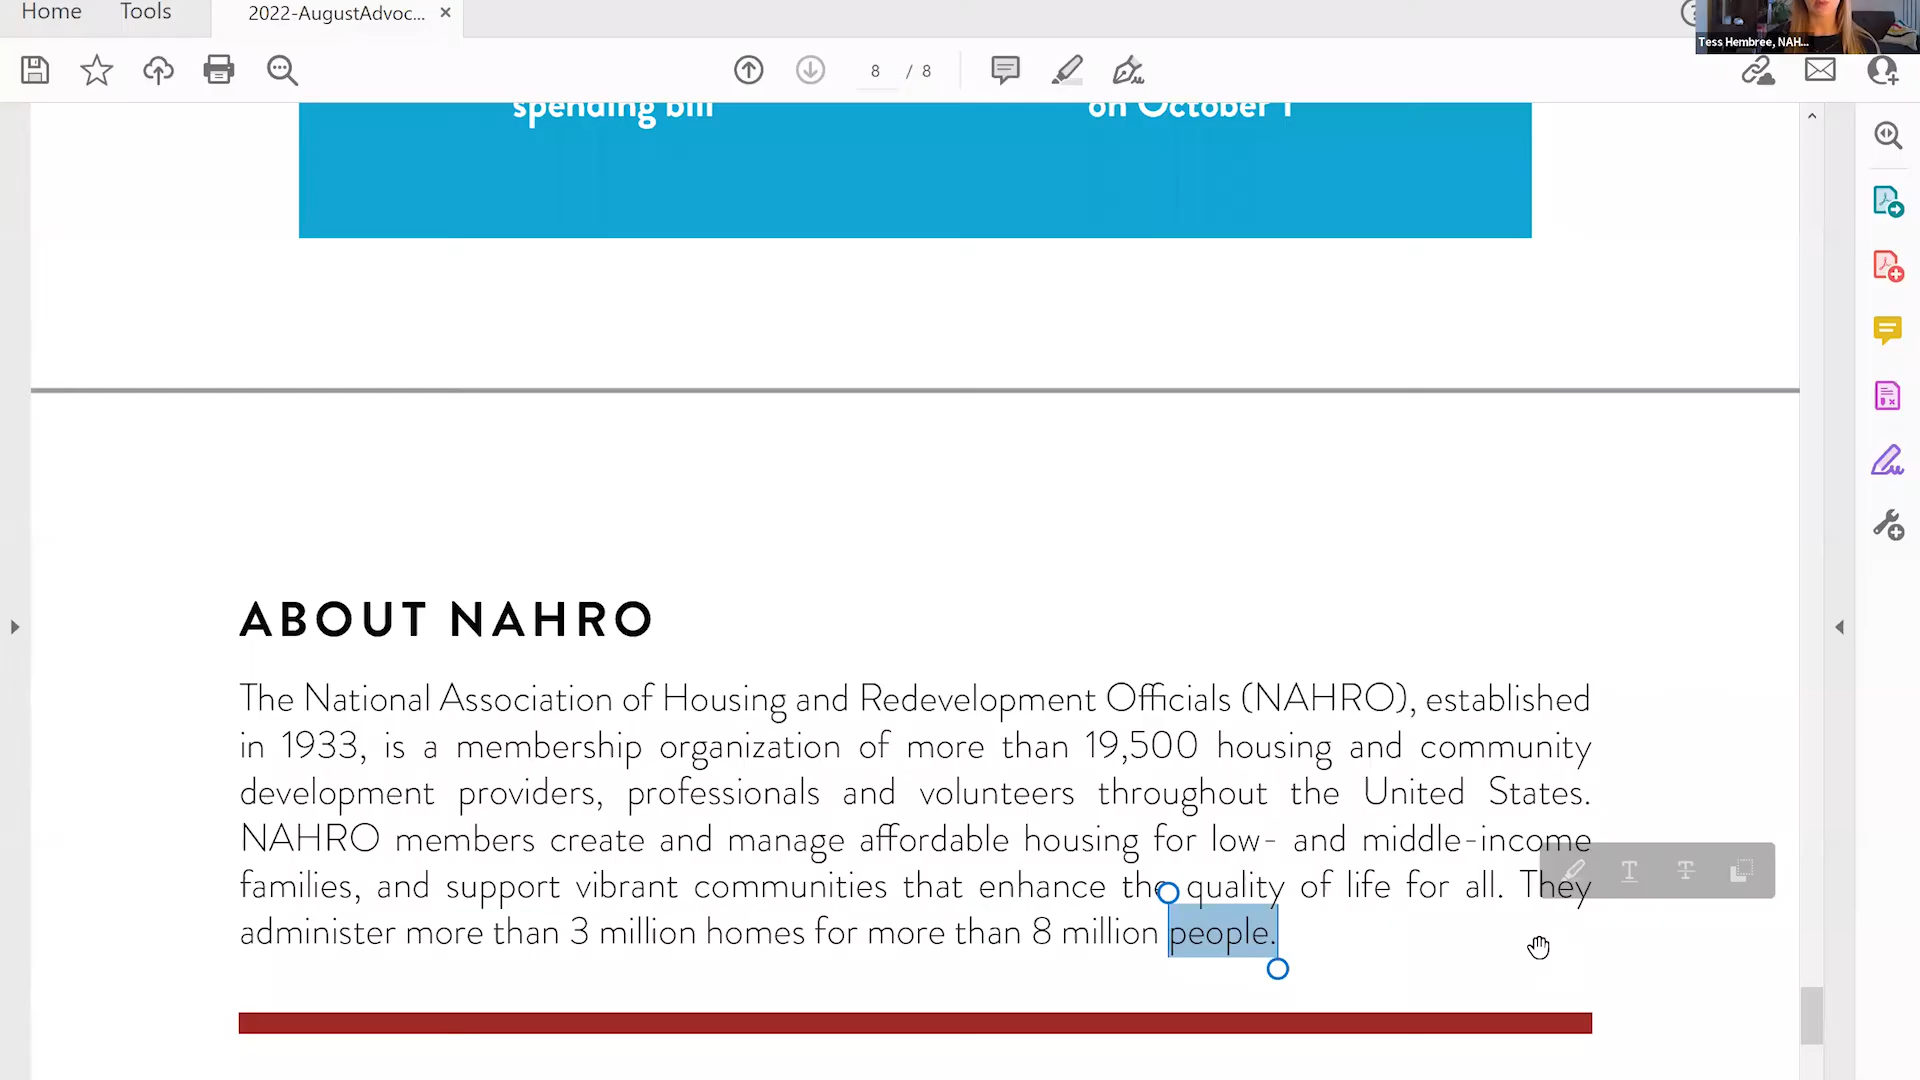 Home
Tools
2022-AugustAdvoc...
Tess Hembree, NAH...
8 / 8
spending bill
on October 1
ABOUT NAHRO
The National Association of Housing and Redevelopment Officials (NAHRO), established
in 1933, is a membership organization of more than 19,500 housing and community
development providers, professionals and volunteers throughout the United States.
NAHRO members create and manage affordable housing for low- and middle-income
families, and support vibrant communities that enhance the quality of life for all. They
administer more than 3 million homes for more than 8 million people.